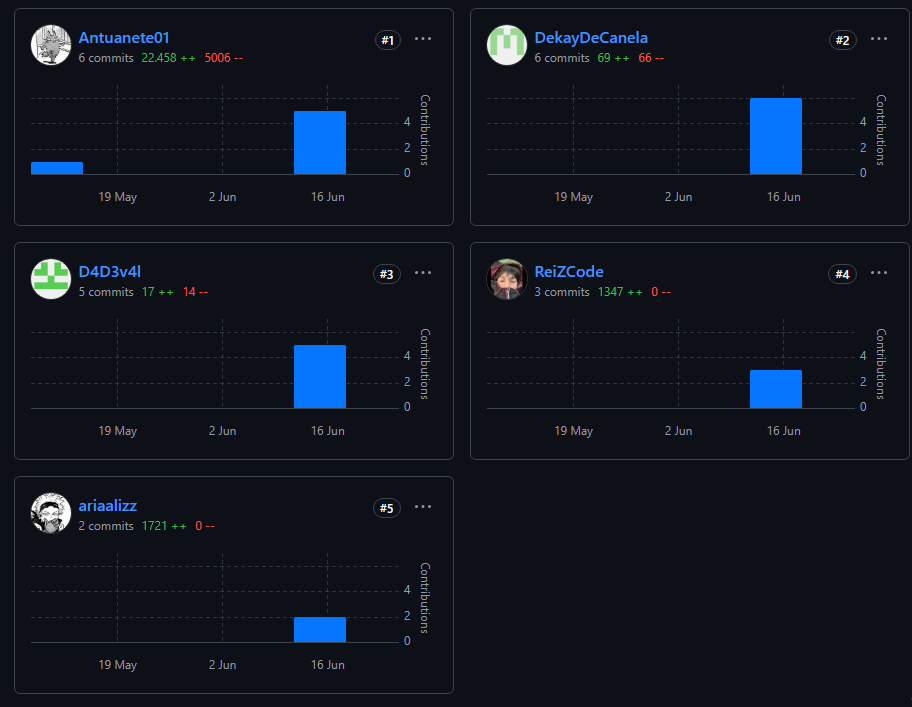 Antuanete01
#1
6 commits 22.458 ++ 5006 --
Contributions
4
2
0
19 May 2 Jun 16 Jun
DekayDeCanela
#2
6 commits 69 ++ 66 --
Contributions
4
2
0
19 May 2 Jun 16 Jun
D4D3v4l
#3
5 commits 17 ++ 14 --
Contributions
4
2
0
19 May 2 Jun 16 Jun
ReiZCode
#4
3 commits 1347 ++ 0 --
Contributions
4
2
0
19 May 2 Jun 16 Jun
ariaalizz
#5
2 commits 1721 ++ 0 --
Contributions
4
2
0
19 May 2 Jun 16 Jun